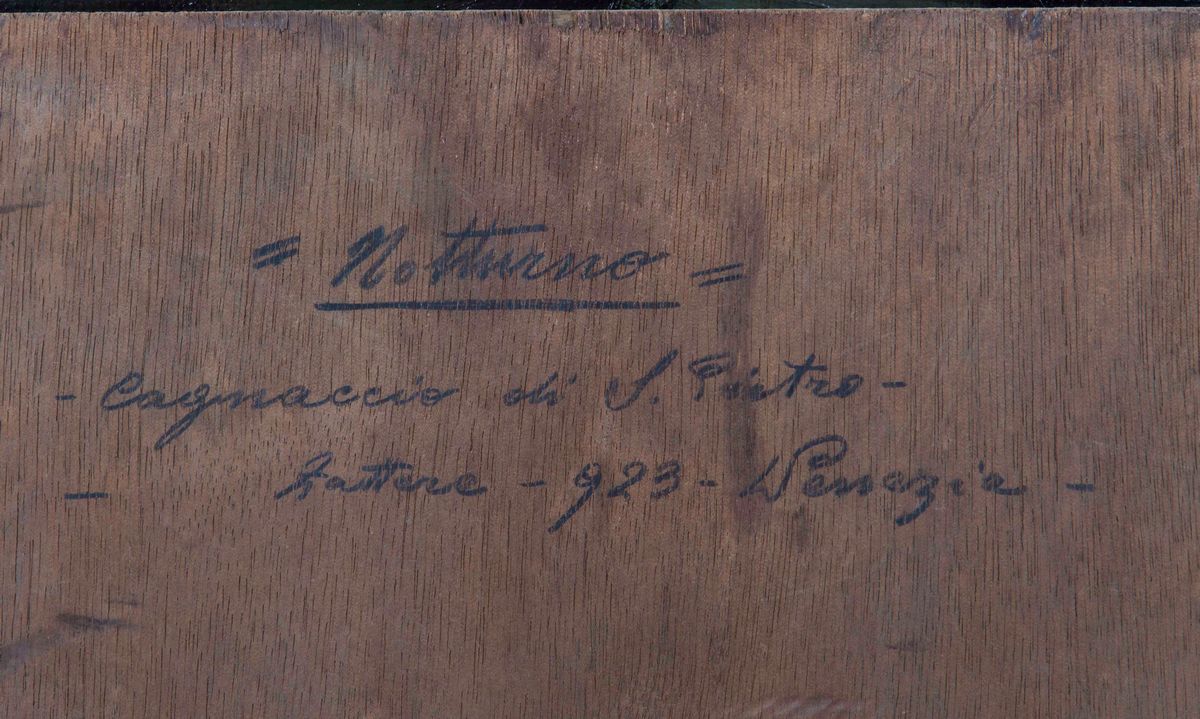 = Notturno =
- Cagnaccio di S. Pietro -
- Zattere - 923 - Venezia -